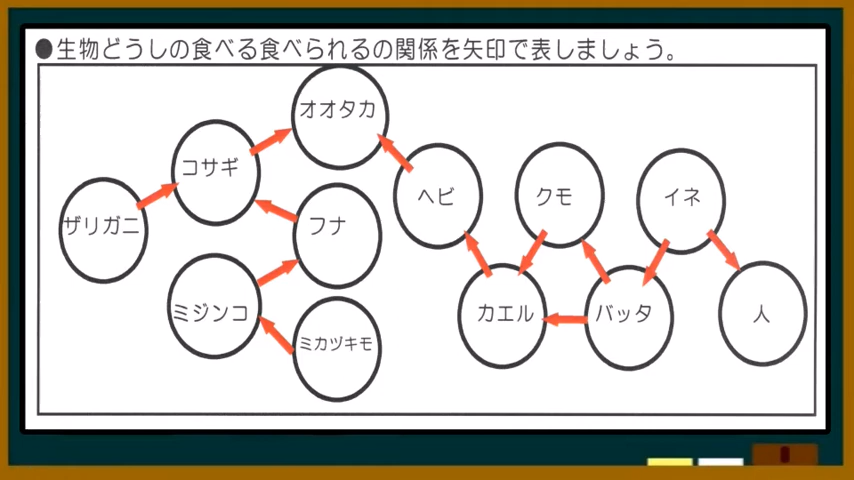 ●生物どうしの食べる食べられるの関係を矢印で表しましょう。
オオタカ
コサギ
ザリガニ
フナ
ミジンコ
ミカヅキモ
ヘビ
クモ
イネ
カエル
バッタ
人